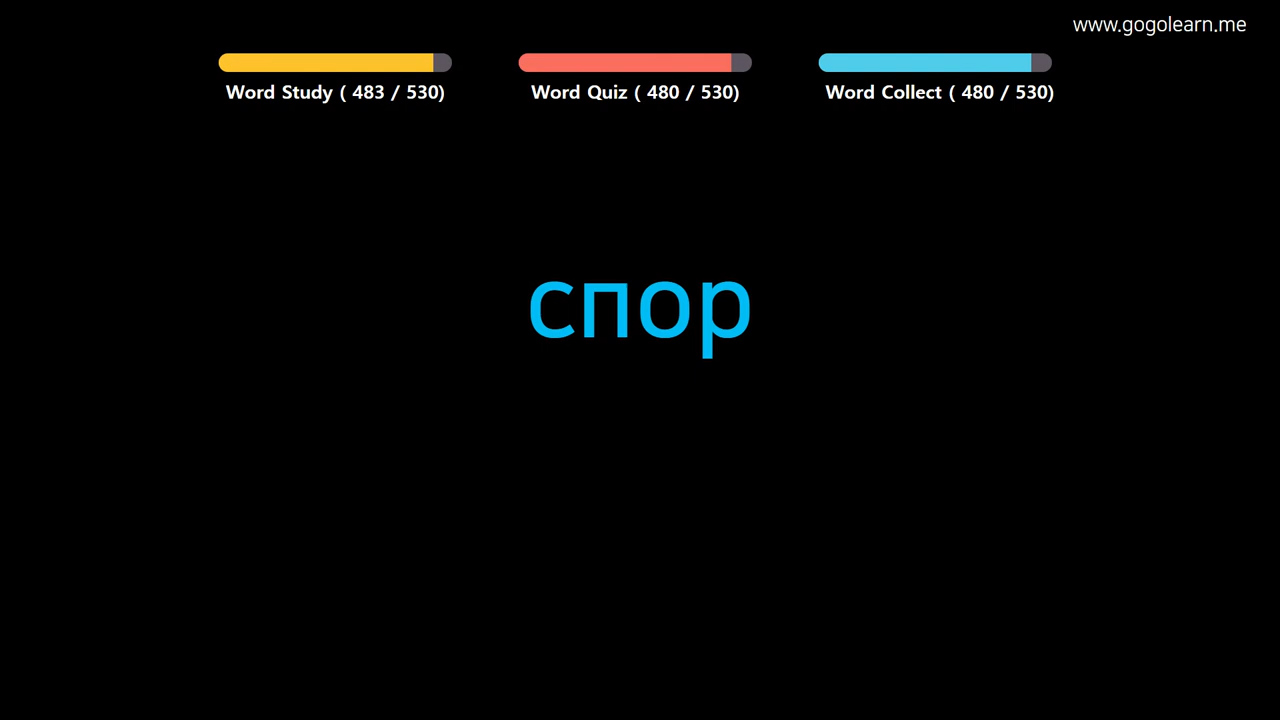 www.gogolearn.me
Word Study ( 483 / 530)
Word Quiz ( 480 / 530)
Word Collect ( 480 / 530)
спор